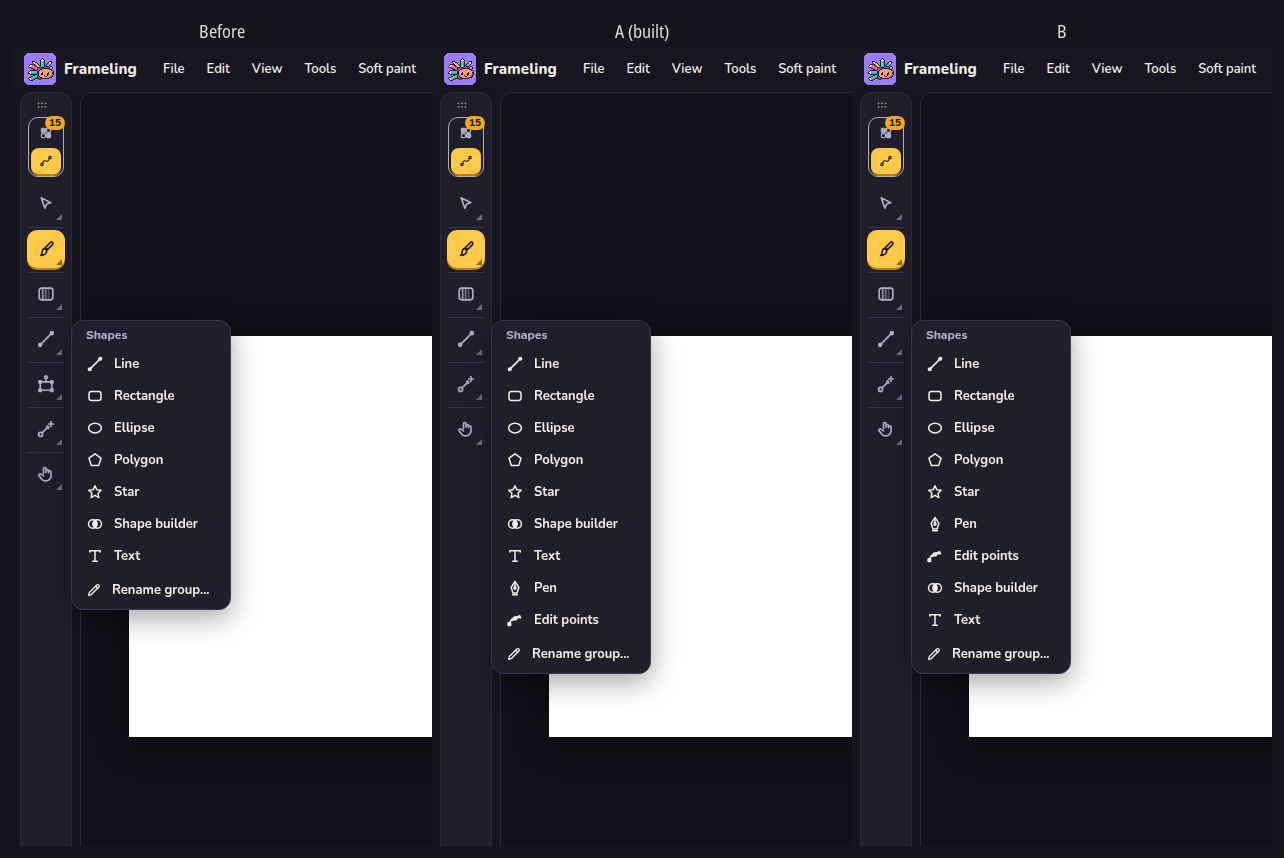 Before
A (built)
B
Frameling File Edit View Tools Soft paint
Frameling File Edit View Tools Soft paint
Frameling File Edit View Tools Soft paint
15
15
15
Shapes
Line
Rectangle
Ellipse
Polygon
Star
Shape builder
Text
Rename group...
Shapes
Line
Rectangle
Ellipse
Polygon
Star
Shape builder
Text
Pen
Edit points
Rename group...
Shapes
Line
Rectangle
Ellipse
Polygon
Star
Pen
Edit points
Shape builder
Text
Rename group...